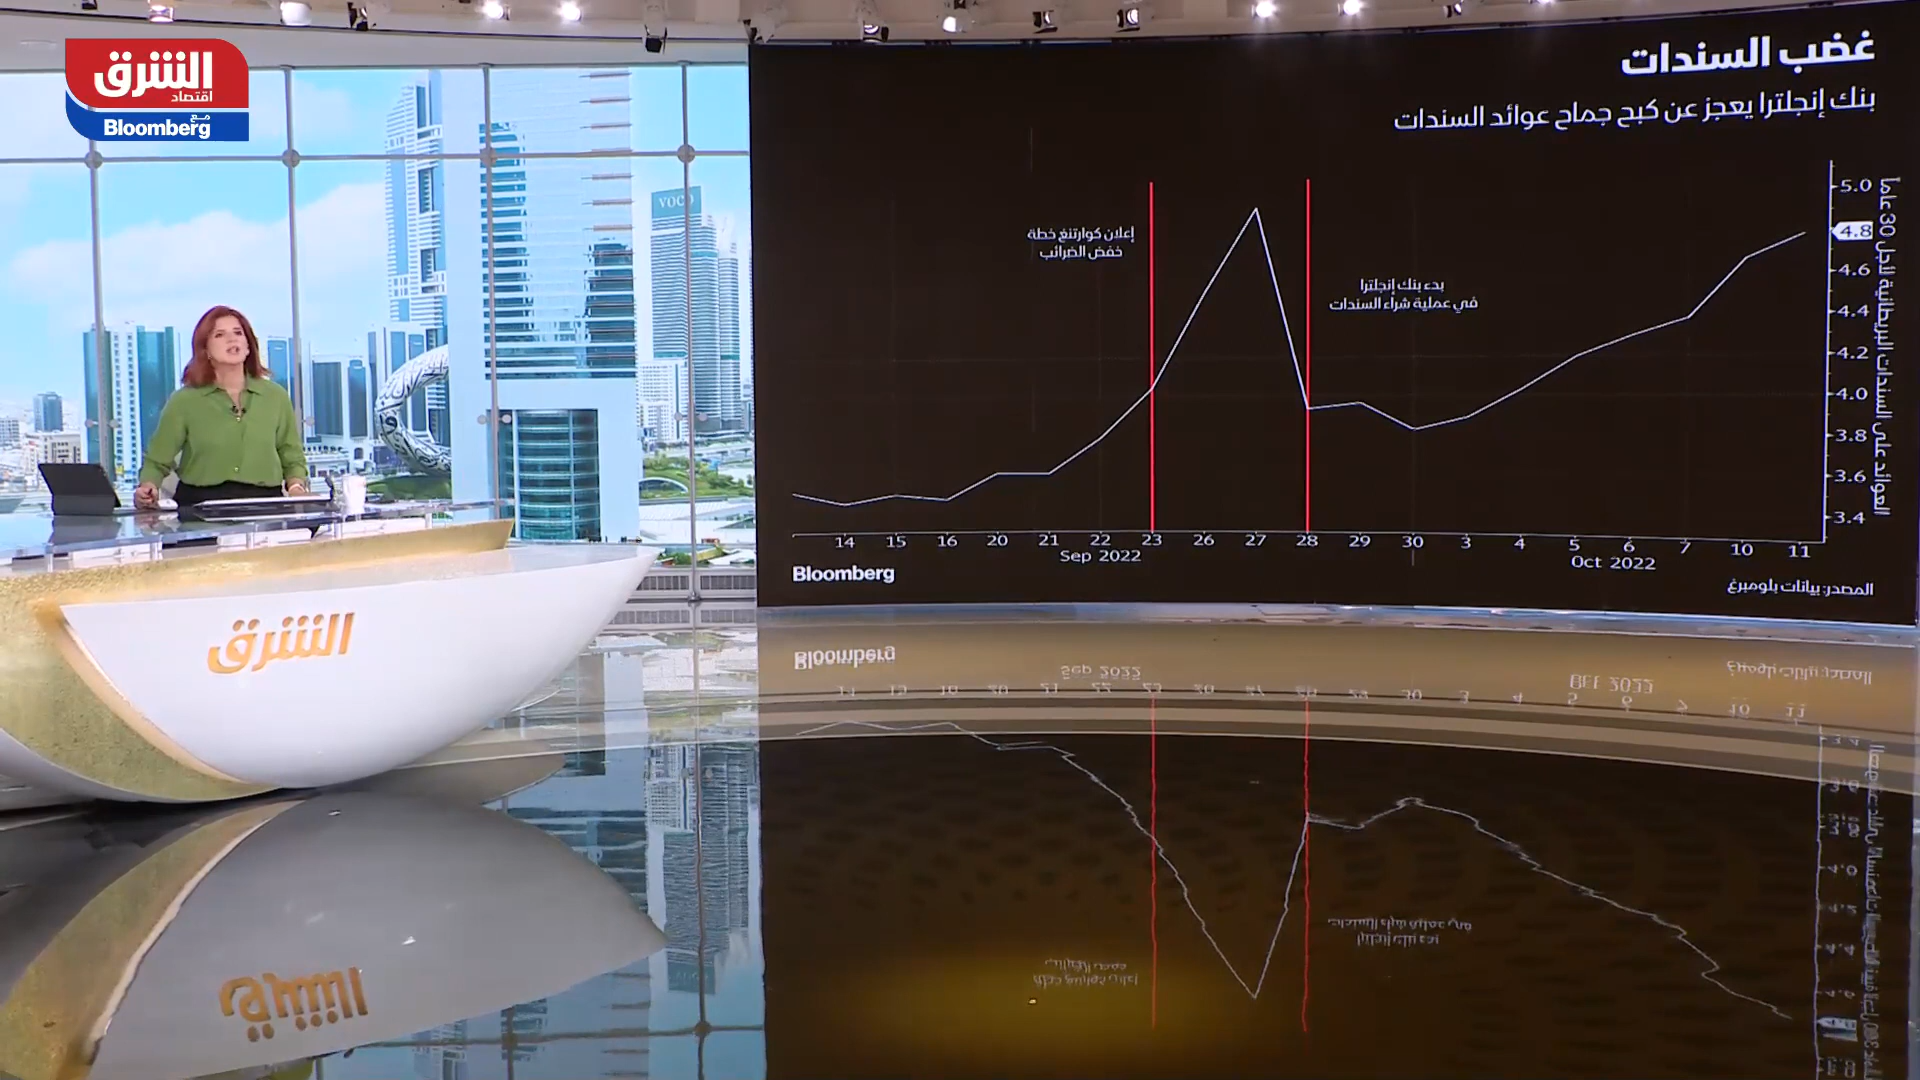 الشرق
اقتصاد
مع
Bloomberg
VOCO
الشرق
غضب السندات
بنك إنجلترا يعجز عن كبح جماح عوائد السندات
إعلان كوارتنغ خطة
خفض الضرائب
بدء بنك إنجلترا
في عملية شراء السندات
العوائد على السندات البريطانية لأجل 30 عاماً
5.0
4.8
4.6
4.4
4.2
4.0
3.8
3.6
3.4
14 15 16 20 21 22 23 26 27 28 29 30 3 4 5 6 7 10 11
Sep 2022 Oct 2022
Bloomberg
المصدر: بيانات بلومبرغ